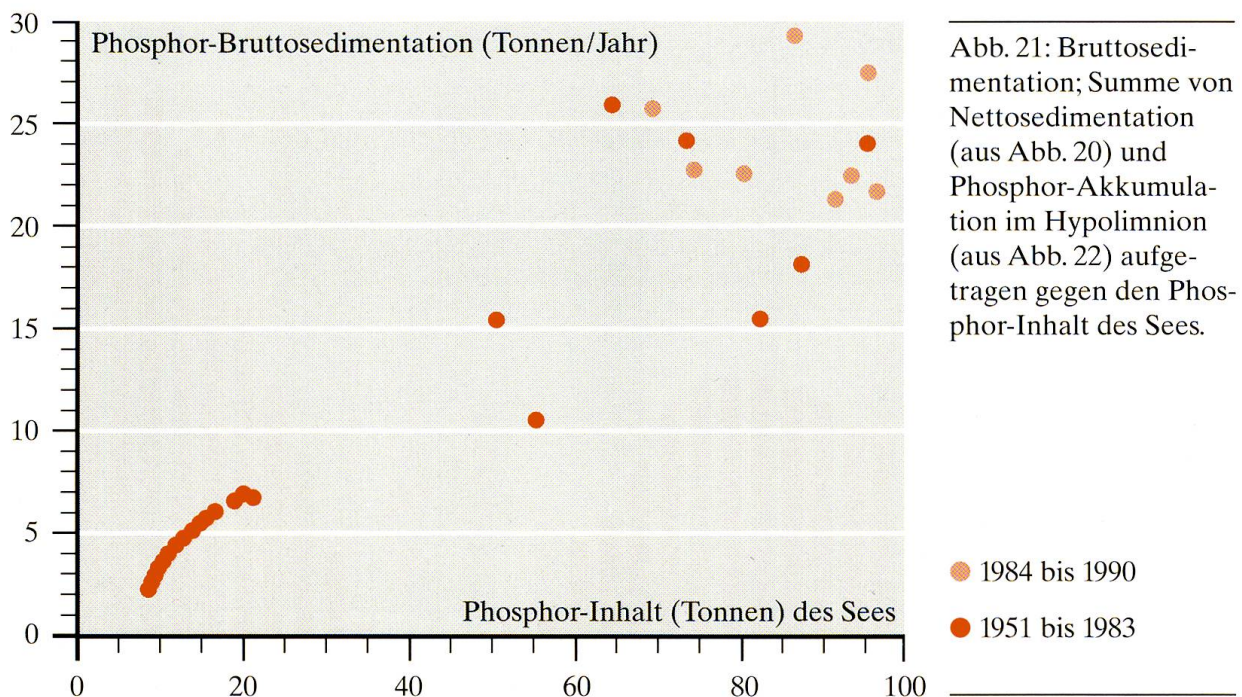 Phosphor-Bruttosedimentation (Tonnen/Jahr)
30
25
20
15
10
5
0
Phosphor-Inhalt (Tonnen) des Sees
0 20 40 60 80 100
Abb. 21: Bruttosedi-
mentation; Summe von
Nettosedimentation
(aus Abb. 20) und
Phosphor-Akkumula-
tion im Hypolimnion
(aus Abb. 22) aufge-
tragen gegen den Phos-
phor-Inhalt des Sees.
1984 bis 1990
1951 bis 1983